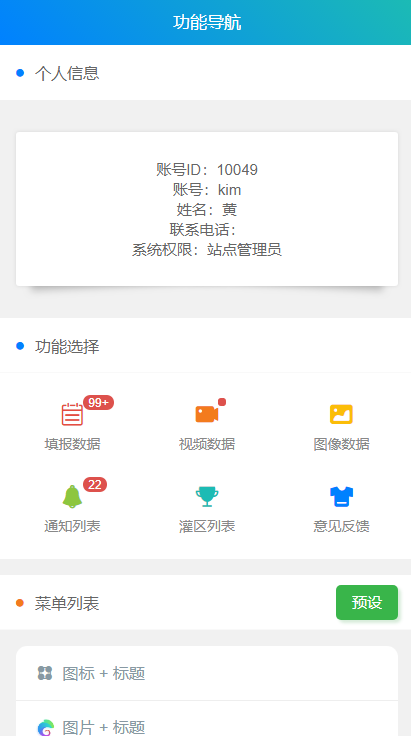 功能导航
个人信息
账号ID：10049
账号：kim
姓名：黄
联系电话：
系统权限：站点管理员
功能选择
99+
填报数据 视频数据 图像数据
22
通知列表 灌区列表 意见反馈
菜单列表 预设
图标 + 标题
图片 + 标题